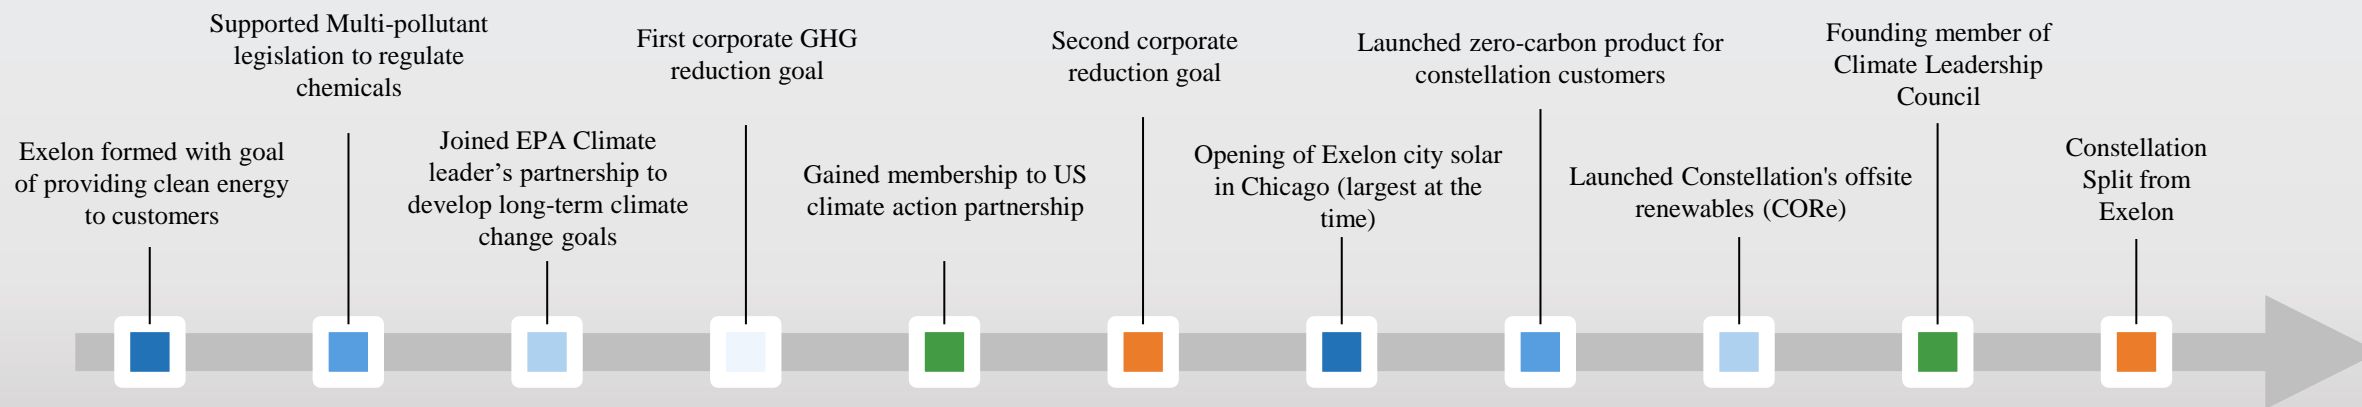 Exelon formed with goal
of providing clean energy
to customers
Supported Multi-pollutant
legislation to regulate
chemicals
Joined EPA Climate
leader’s partnership to
develop long-term climate
change goals
First corporate GHG
reduction goal
Gained membership to US
climate action partnership
Second corporate
reduction goal
Opening of Exelon city solar
in Chicago (largest at the
time)
Launched zero-carbon product for
constellation customers
Launched Constellation's offsite
renewables (CORe)
Founding member of
Climate Leadership
Council
Constellation
Split from
Exelon